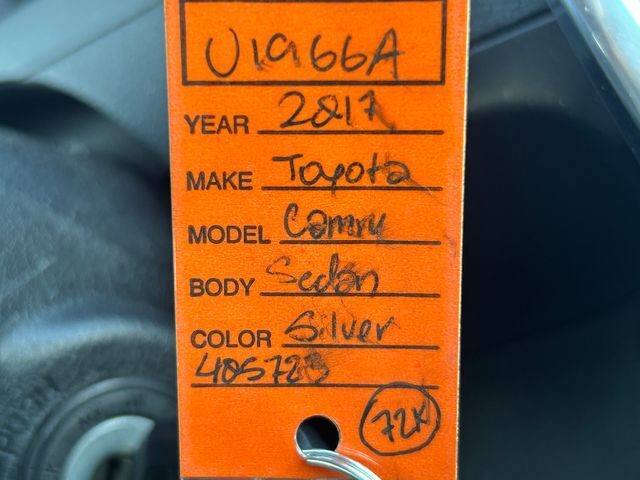 U1966A
YEAR 2017
MAKE Toyota
MODEL Camry
BODY Sedan
COLOR Silver
405723
72K